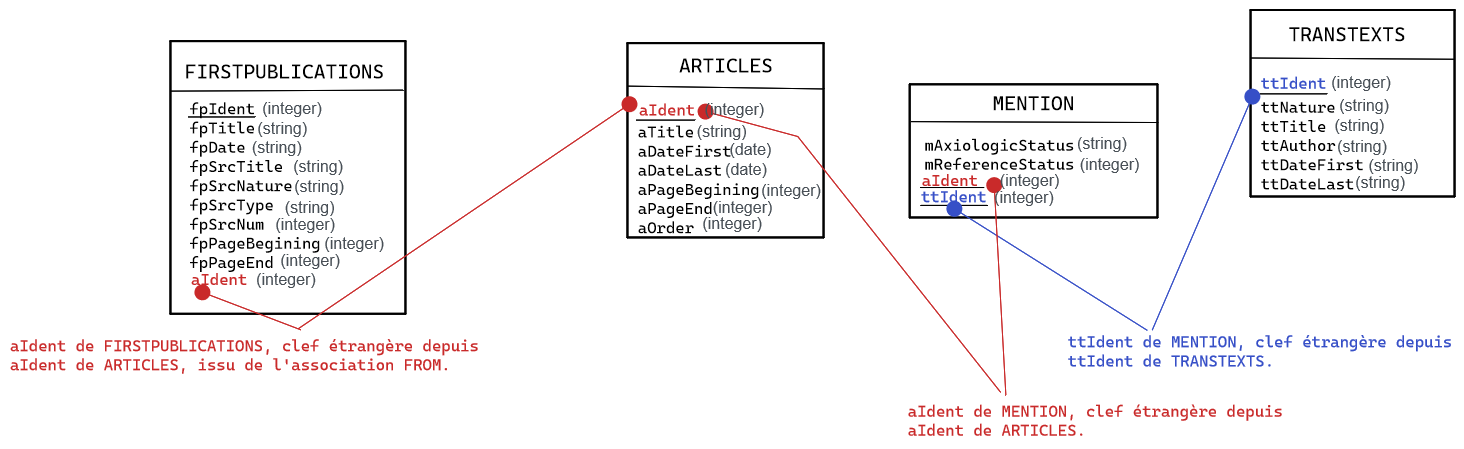 FIRSTPUBLICATIONS
fpIdent (integer)
fpTitle (string)
fpDate (string)
fpSrcTitle (string)
fpSrcNature (string)
fpSrcType (string)
fpSrcNum (integer)
fpPageBegining (integer)
fpPageEnd (integer)
aIdent (integer)
aIdent de FIRSTPUBLICATIONS, clef étrangère depuis
aIdent de ARTICLES, issu de l'association FROM.
ARTICLES
aIdent (integer)
aTitle (string)
aDateFirst (date)
aDateLast (date)
aPageBegining (integer)
aPageEnd (integer)
aOrder (integer)
MENTION
mAxiologicStatus (string)
mReferenceStatus (integer)
aIdent (integer)
ttIdent (integer)
aIdent de MENTION, clef étrangère depuis
aIdent de ARTICLES.
TRANSTEXTS
ttIdent (integer)
ttNature (string)
ttTitle (string)
ttAuthor (string)
ttDateFirst (string)
ttDateLast (string)
ttIdent de MENTION, clef étrangère depuis
ttIdent de TRANSTEXTS.